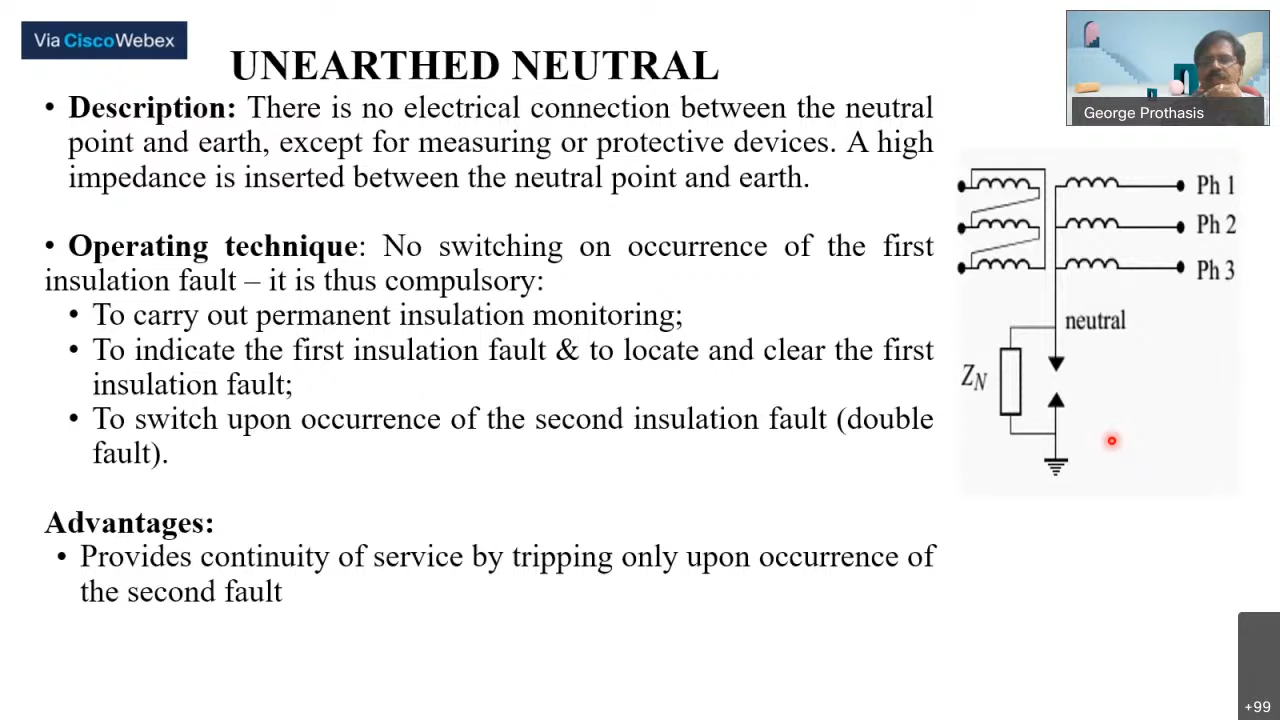 Via CiscoWebex
UNEARTHED NEUTRAL
• Description: There is no electrical connection between the neutral
point and earth, except for measuring or protective devices. A high
impedance is inserted between the neutral point and earth.
• Operating technique: No switching on occurrence of the first
insulation fault – it is thus compulsory:
• To carry out permanent insulation monitoring;
• To indicate the first insulation fault & to locate and clear the first
insulation fault;
• To switch upon occurrence of the second insulation fault (double
fault).
Advantages:
• Provides continuity of service by tripping only upon occurrence of
the second fault
George Prothasis
Ph 1
Ph 2
Ph 3
neutral
ZN
+99